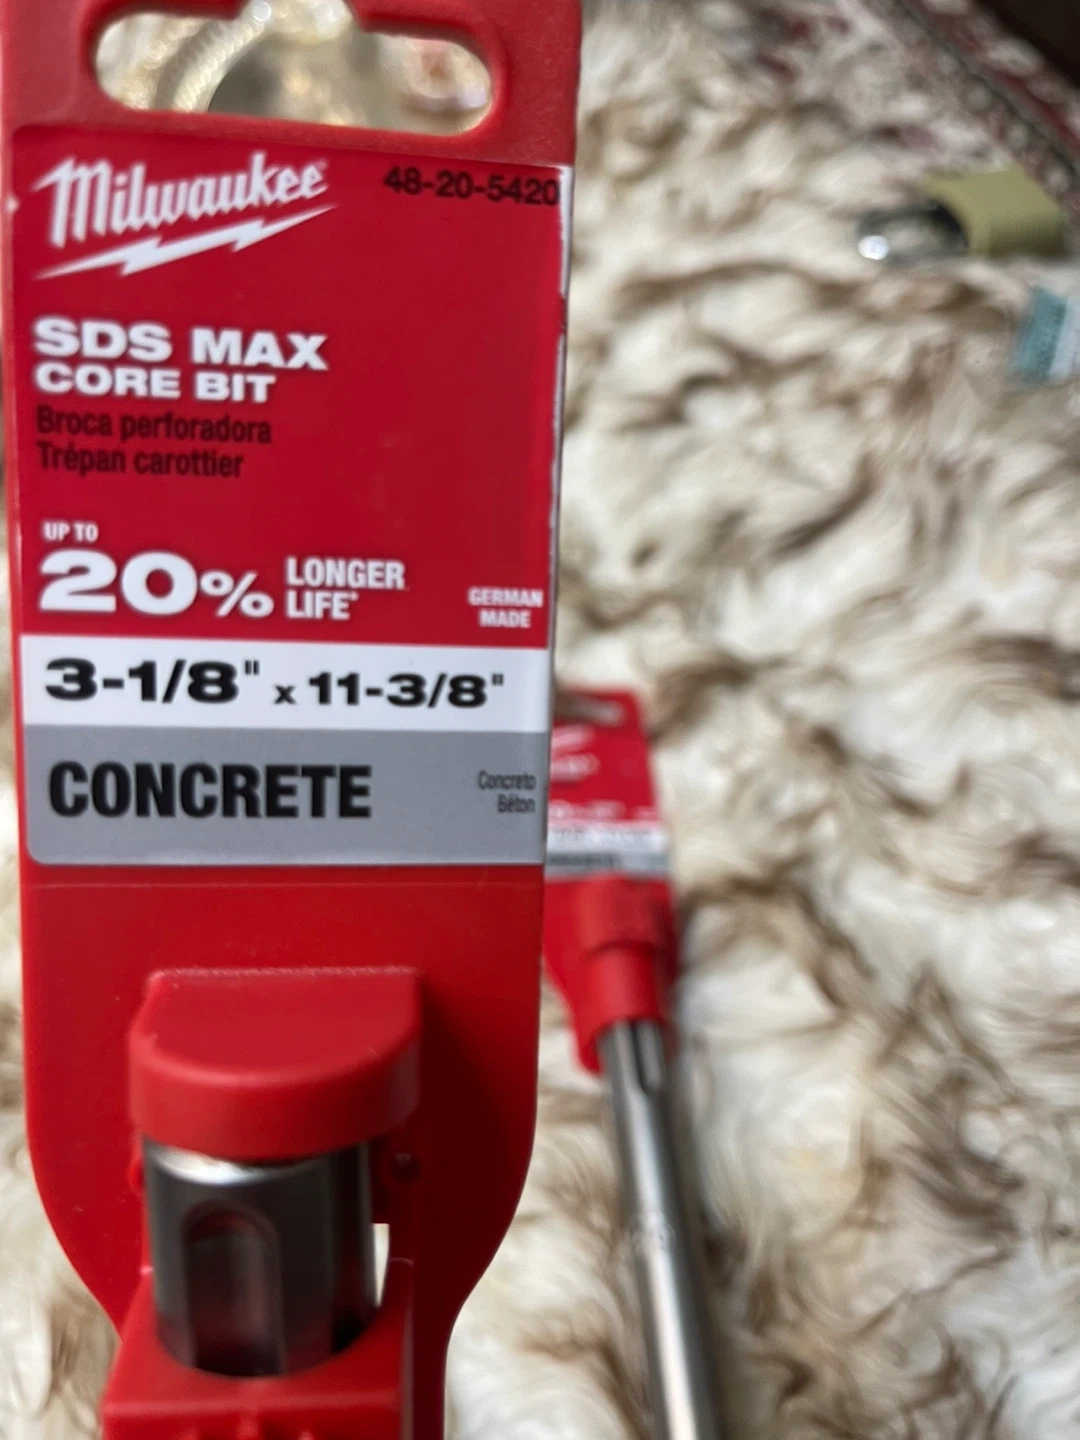 Milwaukee
48-20-5420
SDS MAX
CORE BIT
Broca perforadora
Trépan carottier
UP TO
20% LONGER LIFE*
GERMAN
MADE
3-1/8" x 11-3/8"
CONCRETE
Concreto
Béton